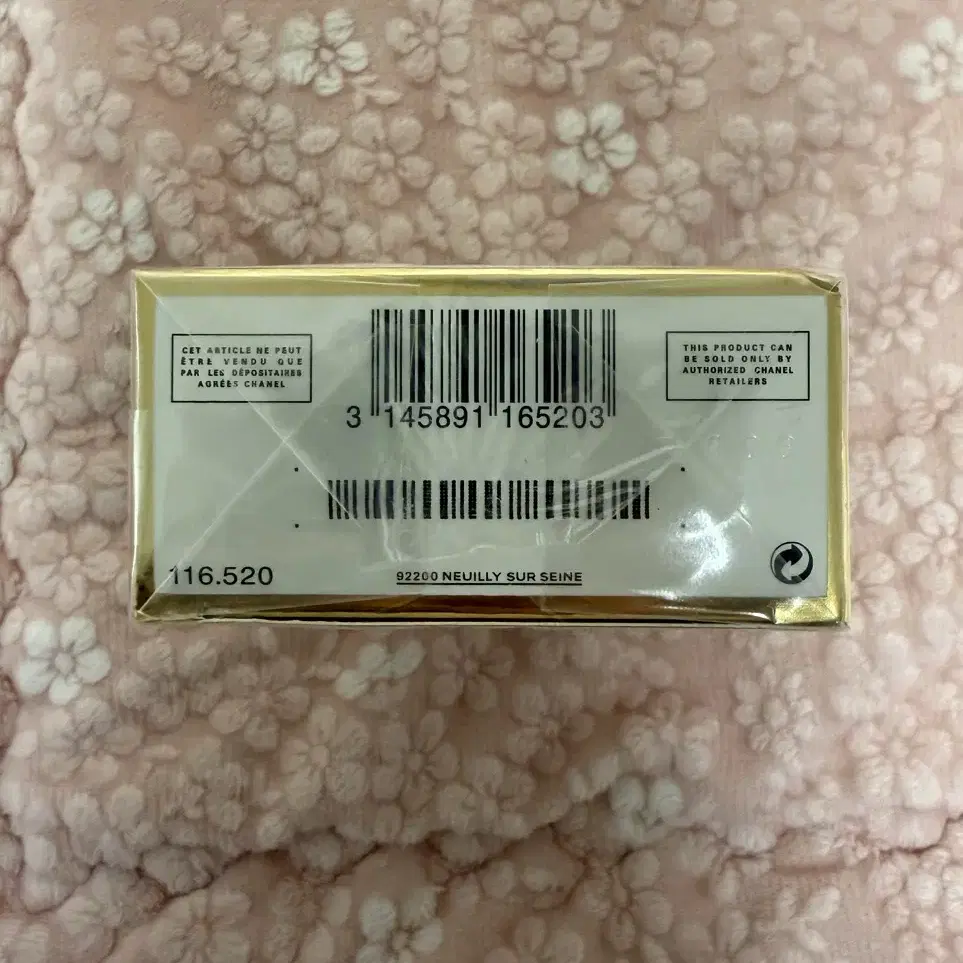 CET ARTICLE NE PEUT
ÊTRE VENDU QUE
PAR LES DÉPOSITAIRES
AGRÉÉS CHANEL
THIS PRODUCT CAN
BE SOLD ONLY BY
AUTHORIZED CHANEL
RETAILERS
3 145891 165203
116.520
92200 NEUILLY SUR SEINE